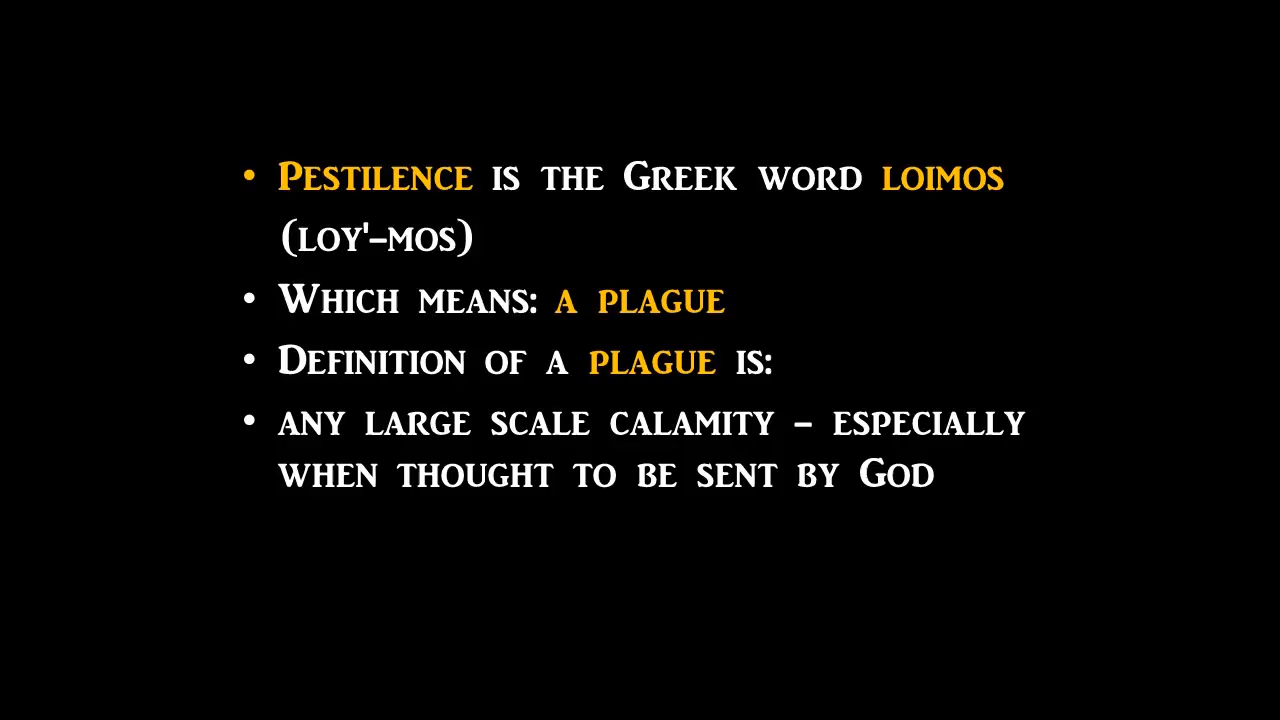 • Pestilence is the Greek word loimos
(loy'-mos)
• Which means: a plague
• Definition of a plague is:
• any large scale calamity – especially
when thought to be sent by God